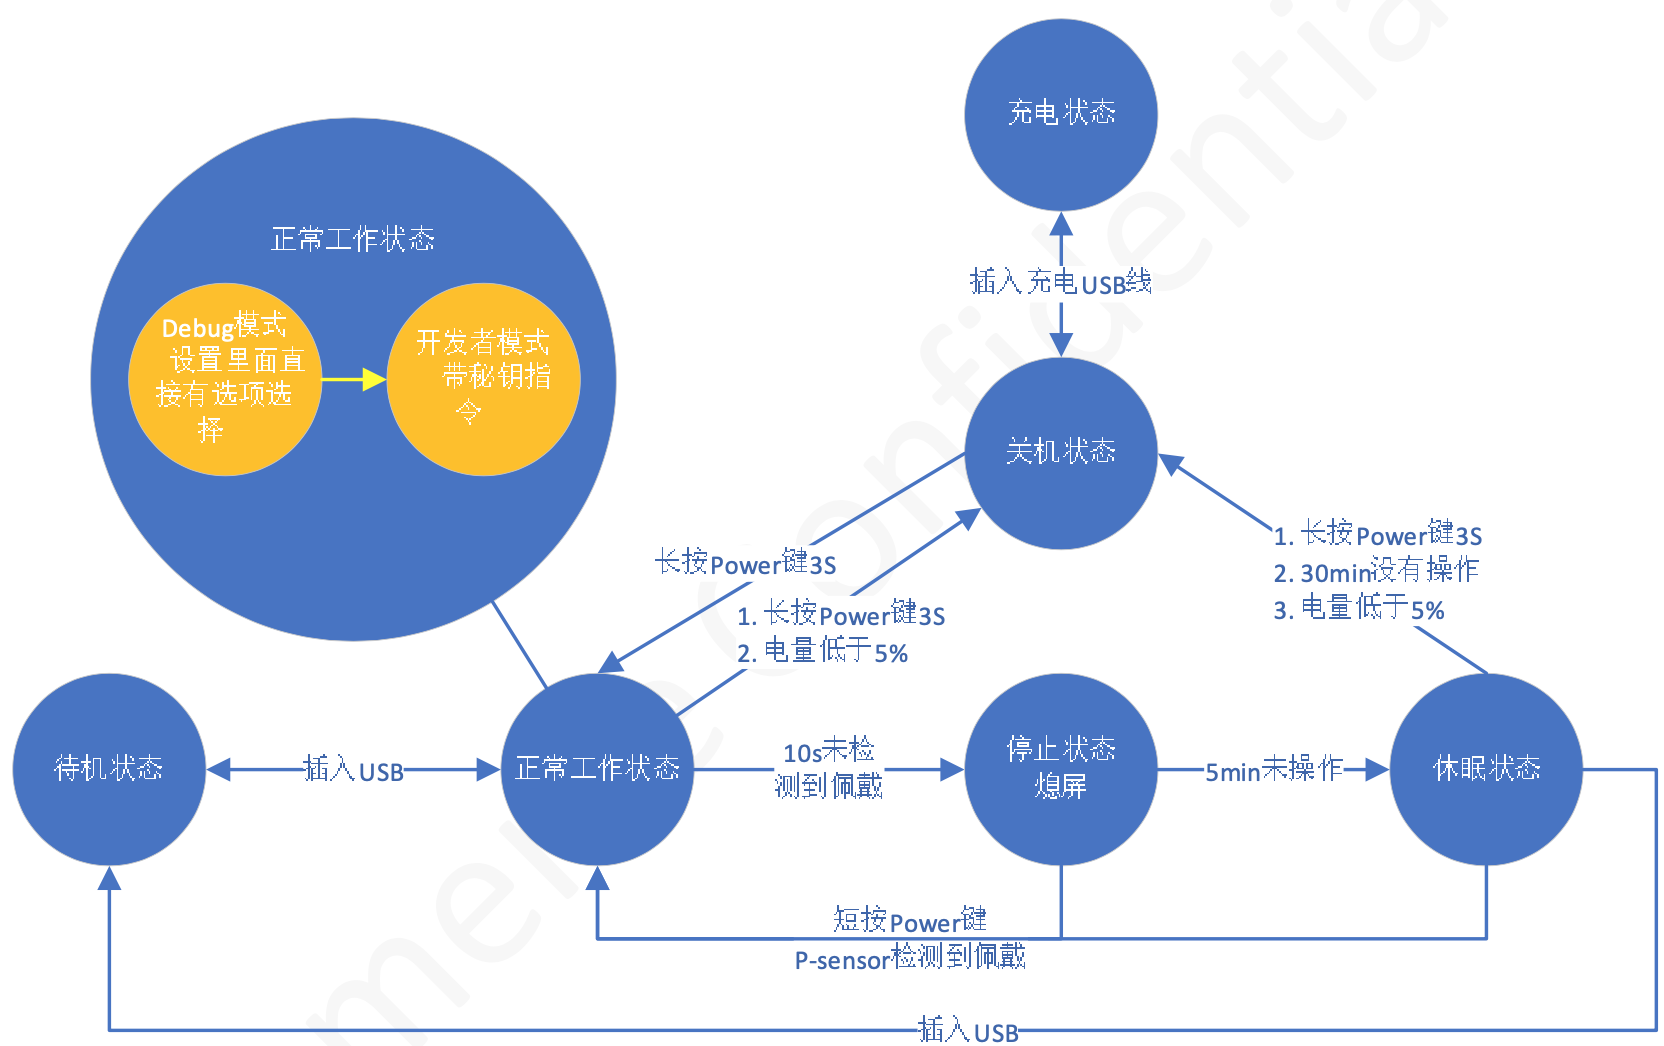 充电状态
正常工作状态
插入充电USB线
Debug模式
设置里面直
接有选项选
择
开发者模式
带秘钥指
令
关机状态
长按Power键3S
1. 长按Power键3S
2. 电量低于5%
1. 长按Power键3S
2. 30min没有操作
3. 电量低于5%
待机状态
插入USB
正常工作状态
10s未检
测到佩戴
停止状态
熄屏
5min未操作
休眠状态
短按Power键
P-sensor检测到佩戴
插入USB